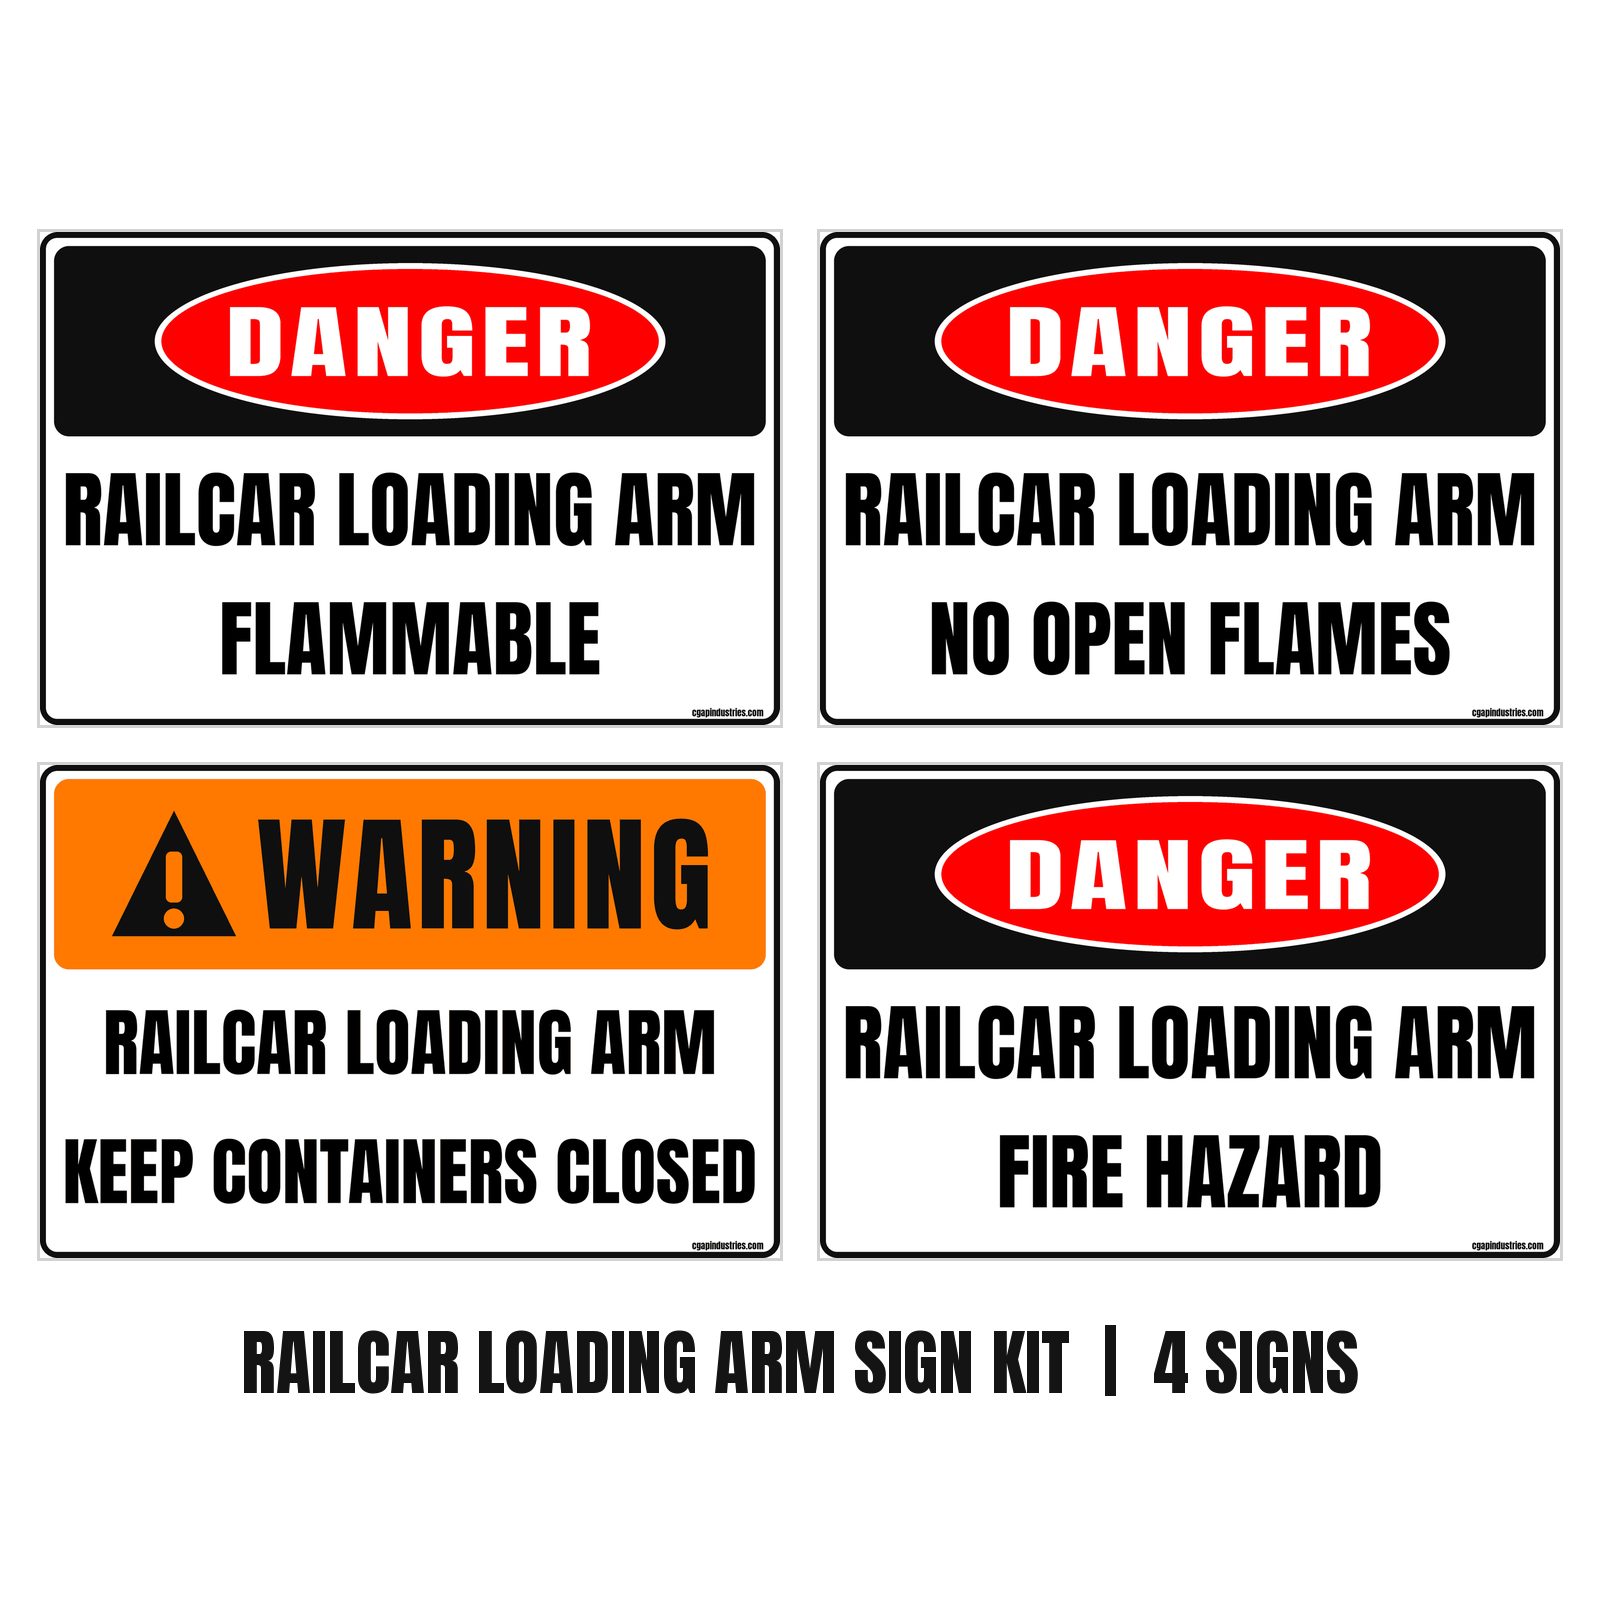 DANGER
RAILCAR LOADING ARM
FLAMMABLE
cgapindustries.com
DANGER
RAILCAR LOADING ARM
NO OPEN FLAMES
cgapindustries.com
WARNING
RAILCAR LOADING ARM
KEEP CONTAINERS CLOSED
cgapindustries.com
DANGER
RAILCAR LOADING ARM
FIRE HAZARD
cgapindustries.com
RAILCAR LOADING ARM SIGN KIT | 4 SIGNS